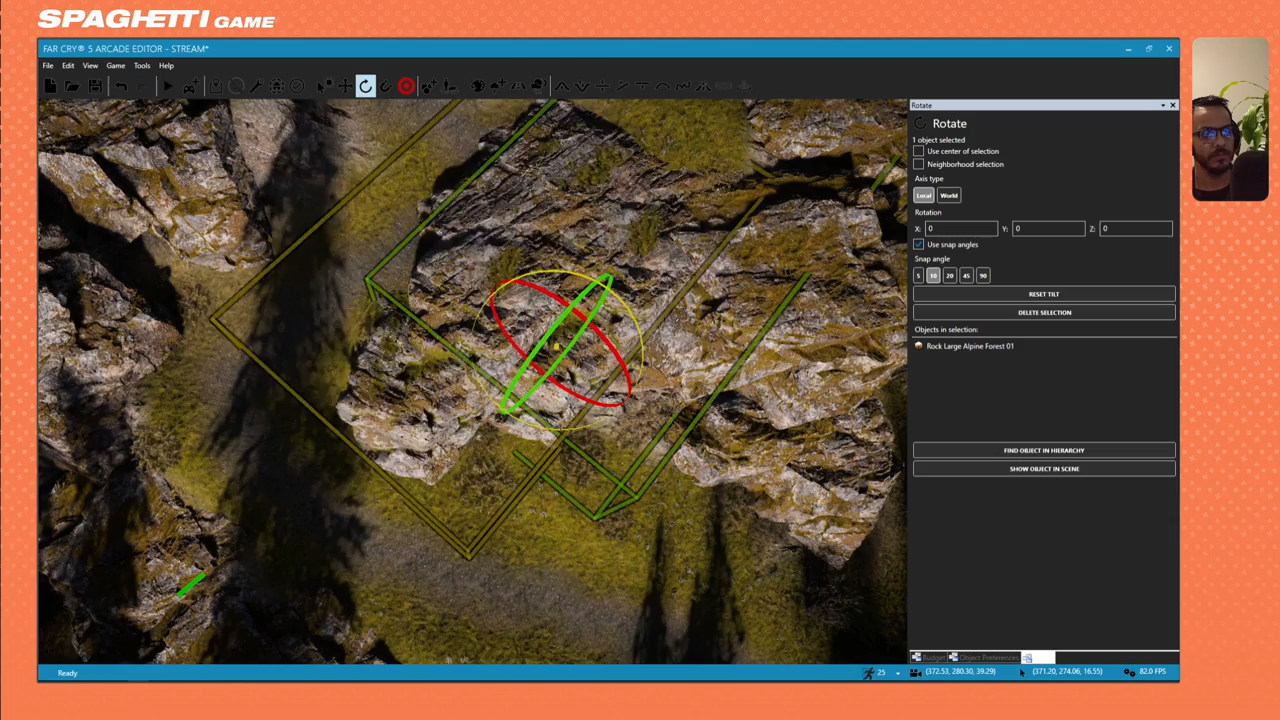 SPAGHETTI GAME
FAR CRY® 5 ARCADE EDITOR - STREAM*
File Edit View Game Tools Help
Rotate
Rotate
1 object selected
Use center of selection
Neighborhood selection
Axis type
Local World
Rotation
X: 0 Y: 0 Z: 0
Use snap angles
Snap angle
5 10 20 45 90
RESET TILT
DELETE SELECTION
Objects in selection:
Rock Large Alpine Forest 01
FIND OBJECT IN HIERARCHY
SHOW OBJECT IN SCENE
Budget Object Preferences
Ready 25 (372.53, 280.30, 39.29) (371.20, 274.06, 16.55) 82.0 FPS